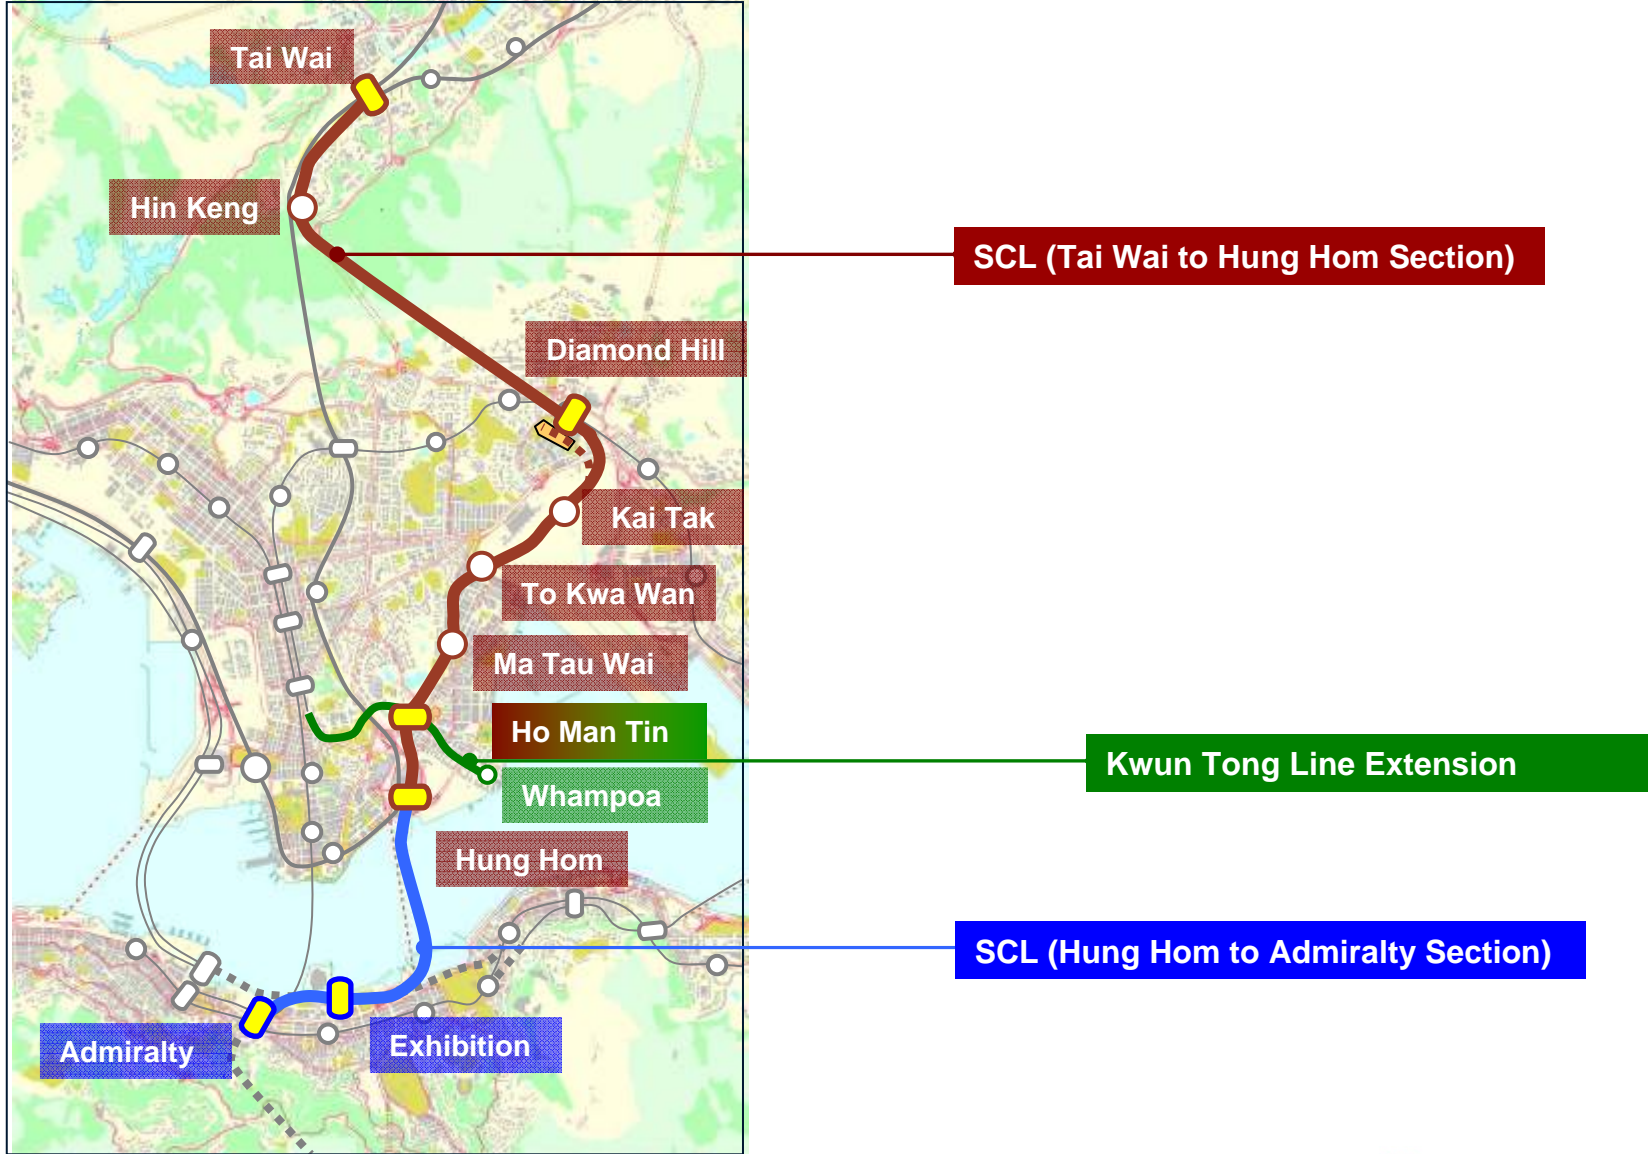 Tai Wai
Hin Keng
SCL (Tai Wai to Hung Hom Section)
Diamond Hill
Kai Tak
To Kwa Wan
Ma Tau Wai
Ho Man Tin
Kwun Tong Line Extension
Whampoa
Hung Hom
SCL (Hung Hom to Admiralty Section)
Exhibition
Admiralty